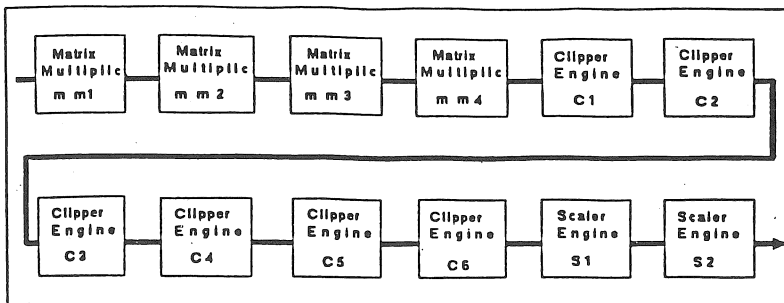 Matrix
Multiplic
m m1
Matrix
Multiplic
m m2
Matrix
Multiplic
m m3
Matrix
Multiplic
m m4
Clipper
Engine
C1
Clipper
Engine
C2
Clipper
Engine
C3
Clipper
Engine
C4
Clipper
Engine
C5
Clipper
Engine
C6
Scaler
Engine
S1
Scaler
Engine
S2